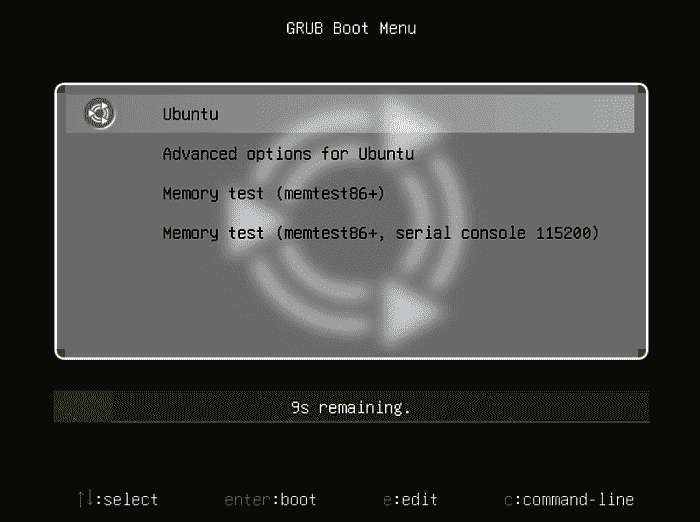 GRUB Boot Menu
Ubuntu
Advanced options for Ubuntu
Memory test (memtest86+)
Memory test (memtest86+, serial console 115200)
9s remaining.
↑↓:select enter:boot e:edit c:command-line